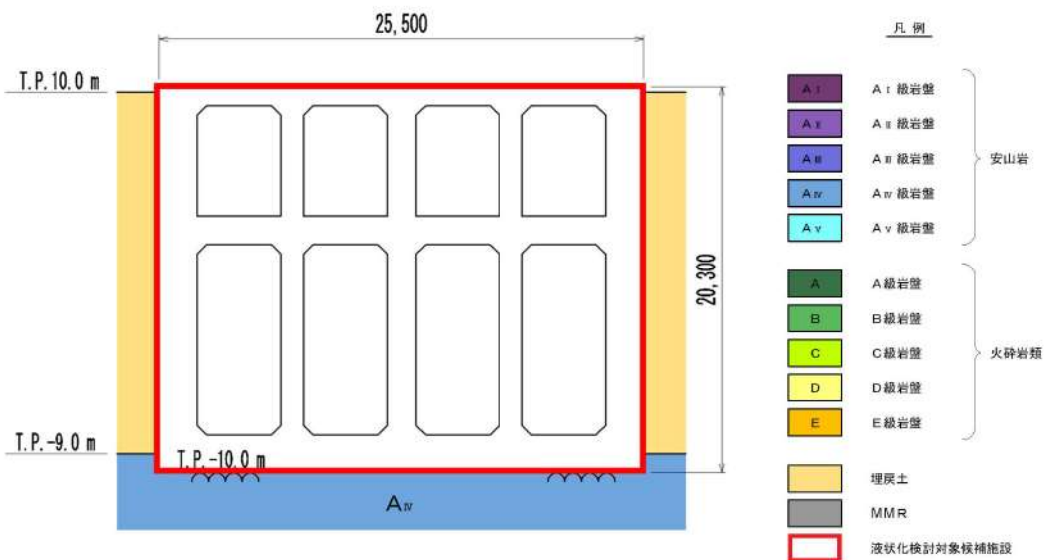 25,500
T.P.10.0 m
20,300
T.P.-9.0 m
T.P.-10.0 m
AⅣ
凡例
AⅠ AⅠ級岩盤
AⅡ AⅡ級岩盤
AⅢ AⅢ級岩盤
AⅣ AⅣ級岩盤
AⅤ AⅤ級岩盤
安山岩
A A級岩盤
B B級岩盤
C C級岩盤
D D級岩盤
E E級岩盤
火砕岩類
埋戻土
MMR
液状化検討対象候補施設